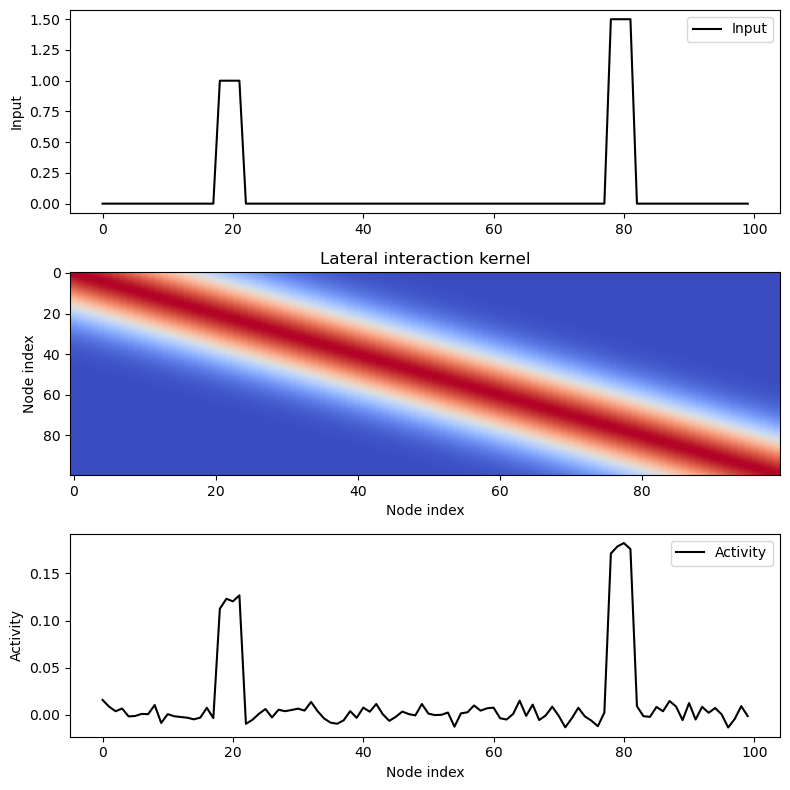 1.50
1.25
1.00
0.75
0.50
0.25
0.00
Input
Input
0 20 40 60 80 100
Lateral interaction kernel
0
20
40
60
80
Node index
0 20 40 60 80
Node index
0.15
0.10
0.05
0.00
Activity
Activity
0 20 40 60 80 100
Node index